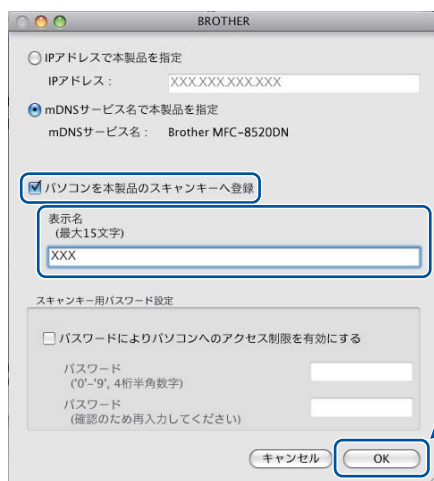 BROTHER
IPアドレスで本製品を指定
IPアドレス： XXX.XXX.XXX.XXX
mDNSサービス名で本製品を指定
mDNSサービス名： Brother MFC-8520DN
パソコンを本製品のスキャンキーへ登録
表示名
(最大15文字)
XXX
スキャンキー用パスワード設定
パスワードによりパソコンへのアクセス制限を有効にする
パスワード
('0'-'9', 4桁半角数字)
パスワード
(確認のため再入力してください)
キャンセル OK